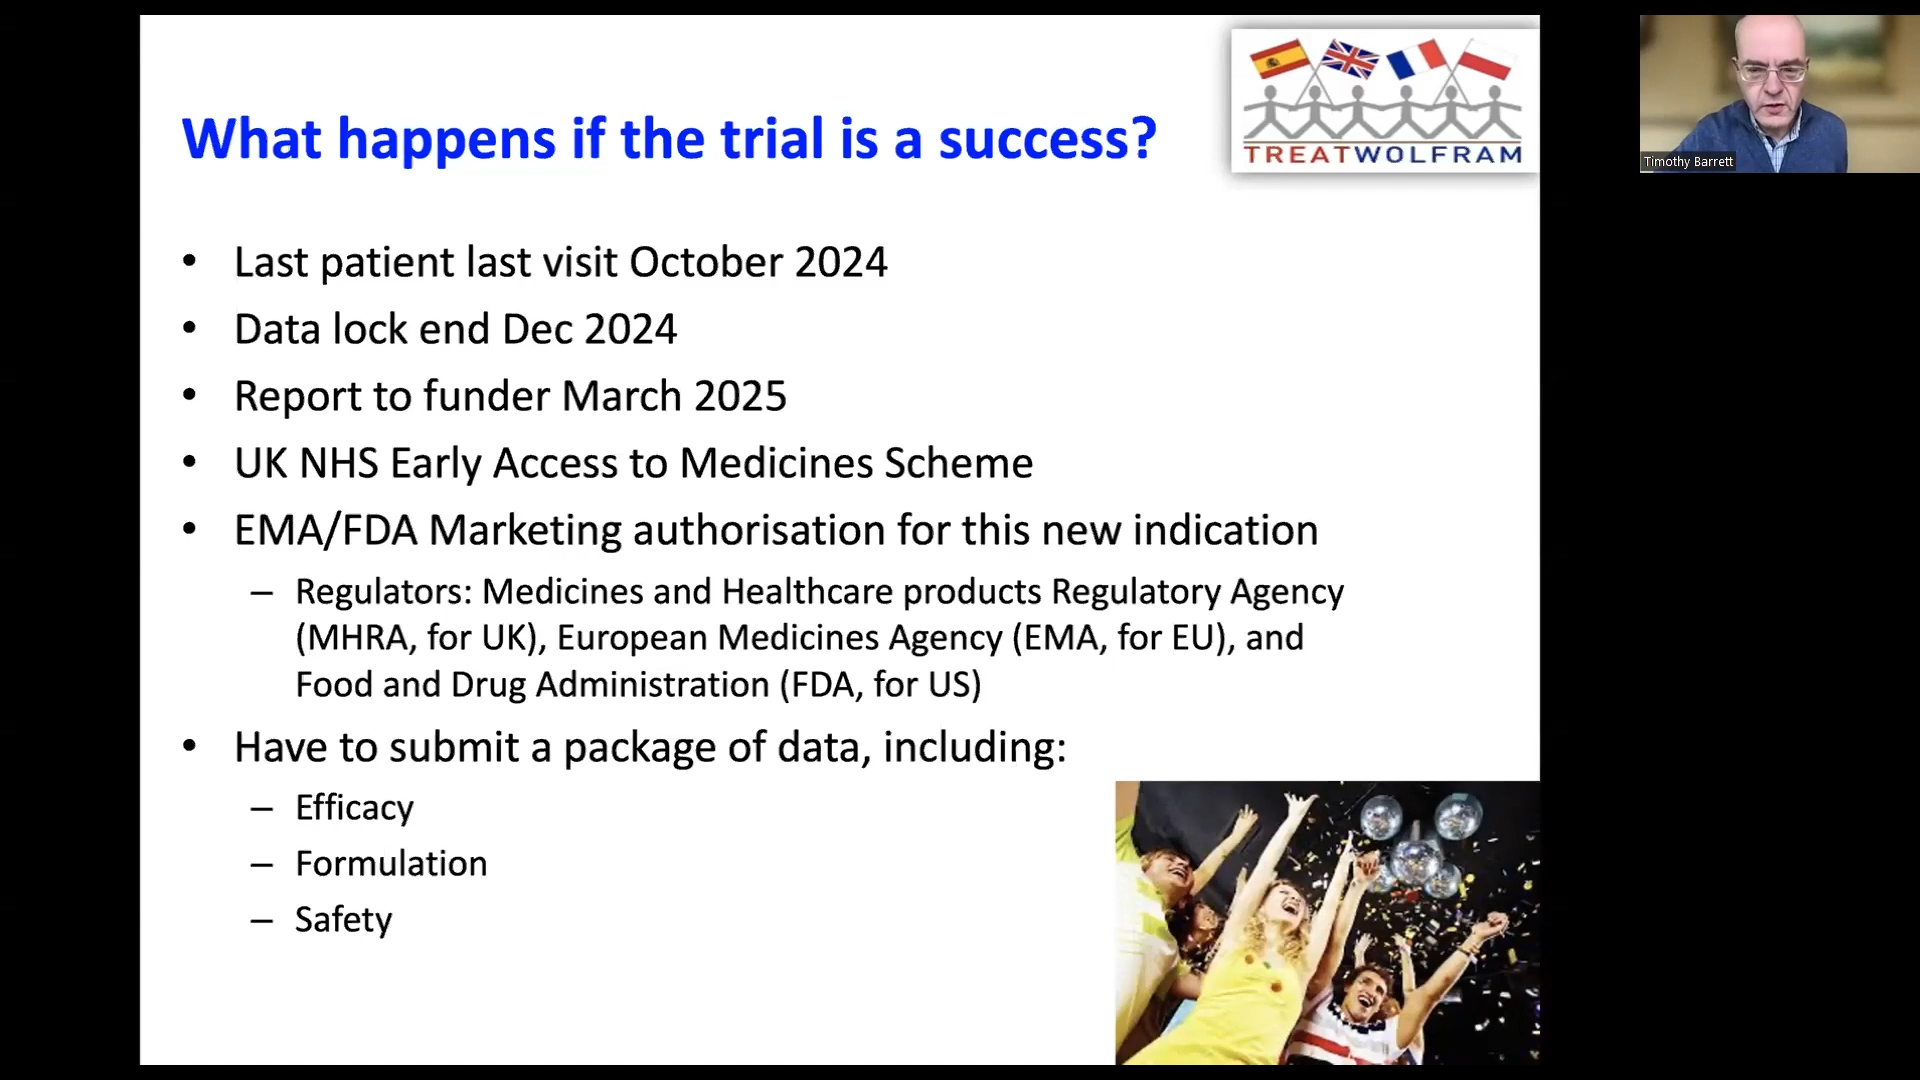 TREATWOLFRAM
What happens if the trial is a success?
• Last patient last visit October 2024
• Data lock end Dec 2024
• Report to funder March 2025
• UK NHS Early Access to Medicines Scheme
• EMA/FDA Marketing authorisation for this new indication
– Regulators: Medicines and Healthcare products Regulatory Agency
(MHRA, for UK), European Medicines Agency (EMA, for EU), and
Food and Drug Administration (FDA, for US)
• Have to submit a package of data, including:
– Efficacy
– Formulation
– Safety
Timothy Barrett